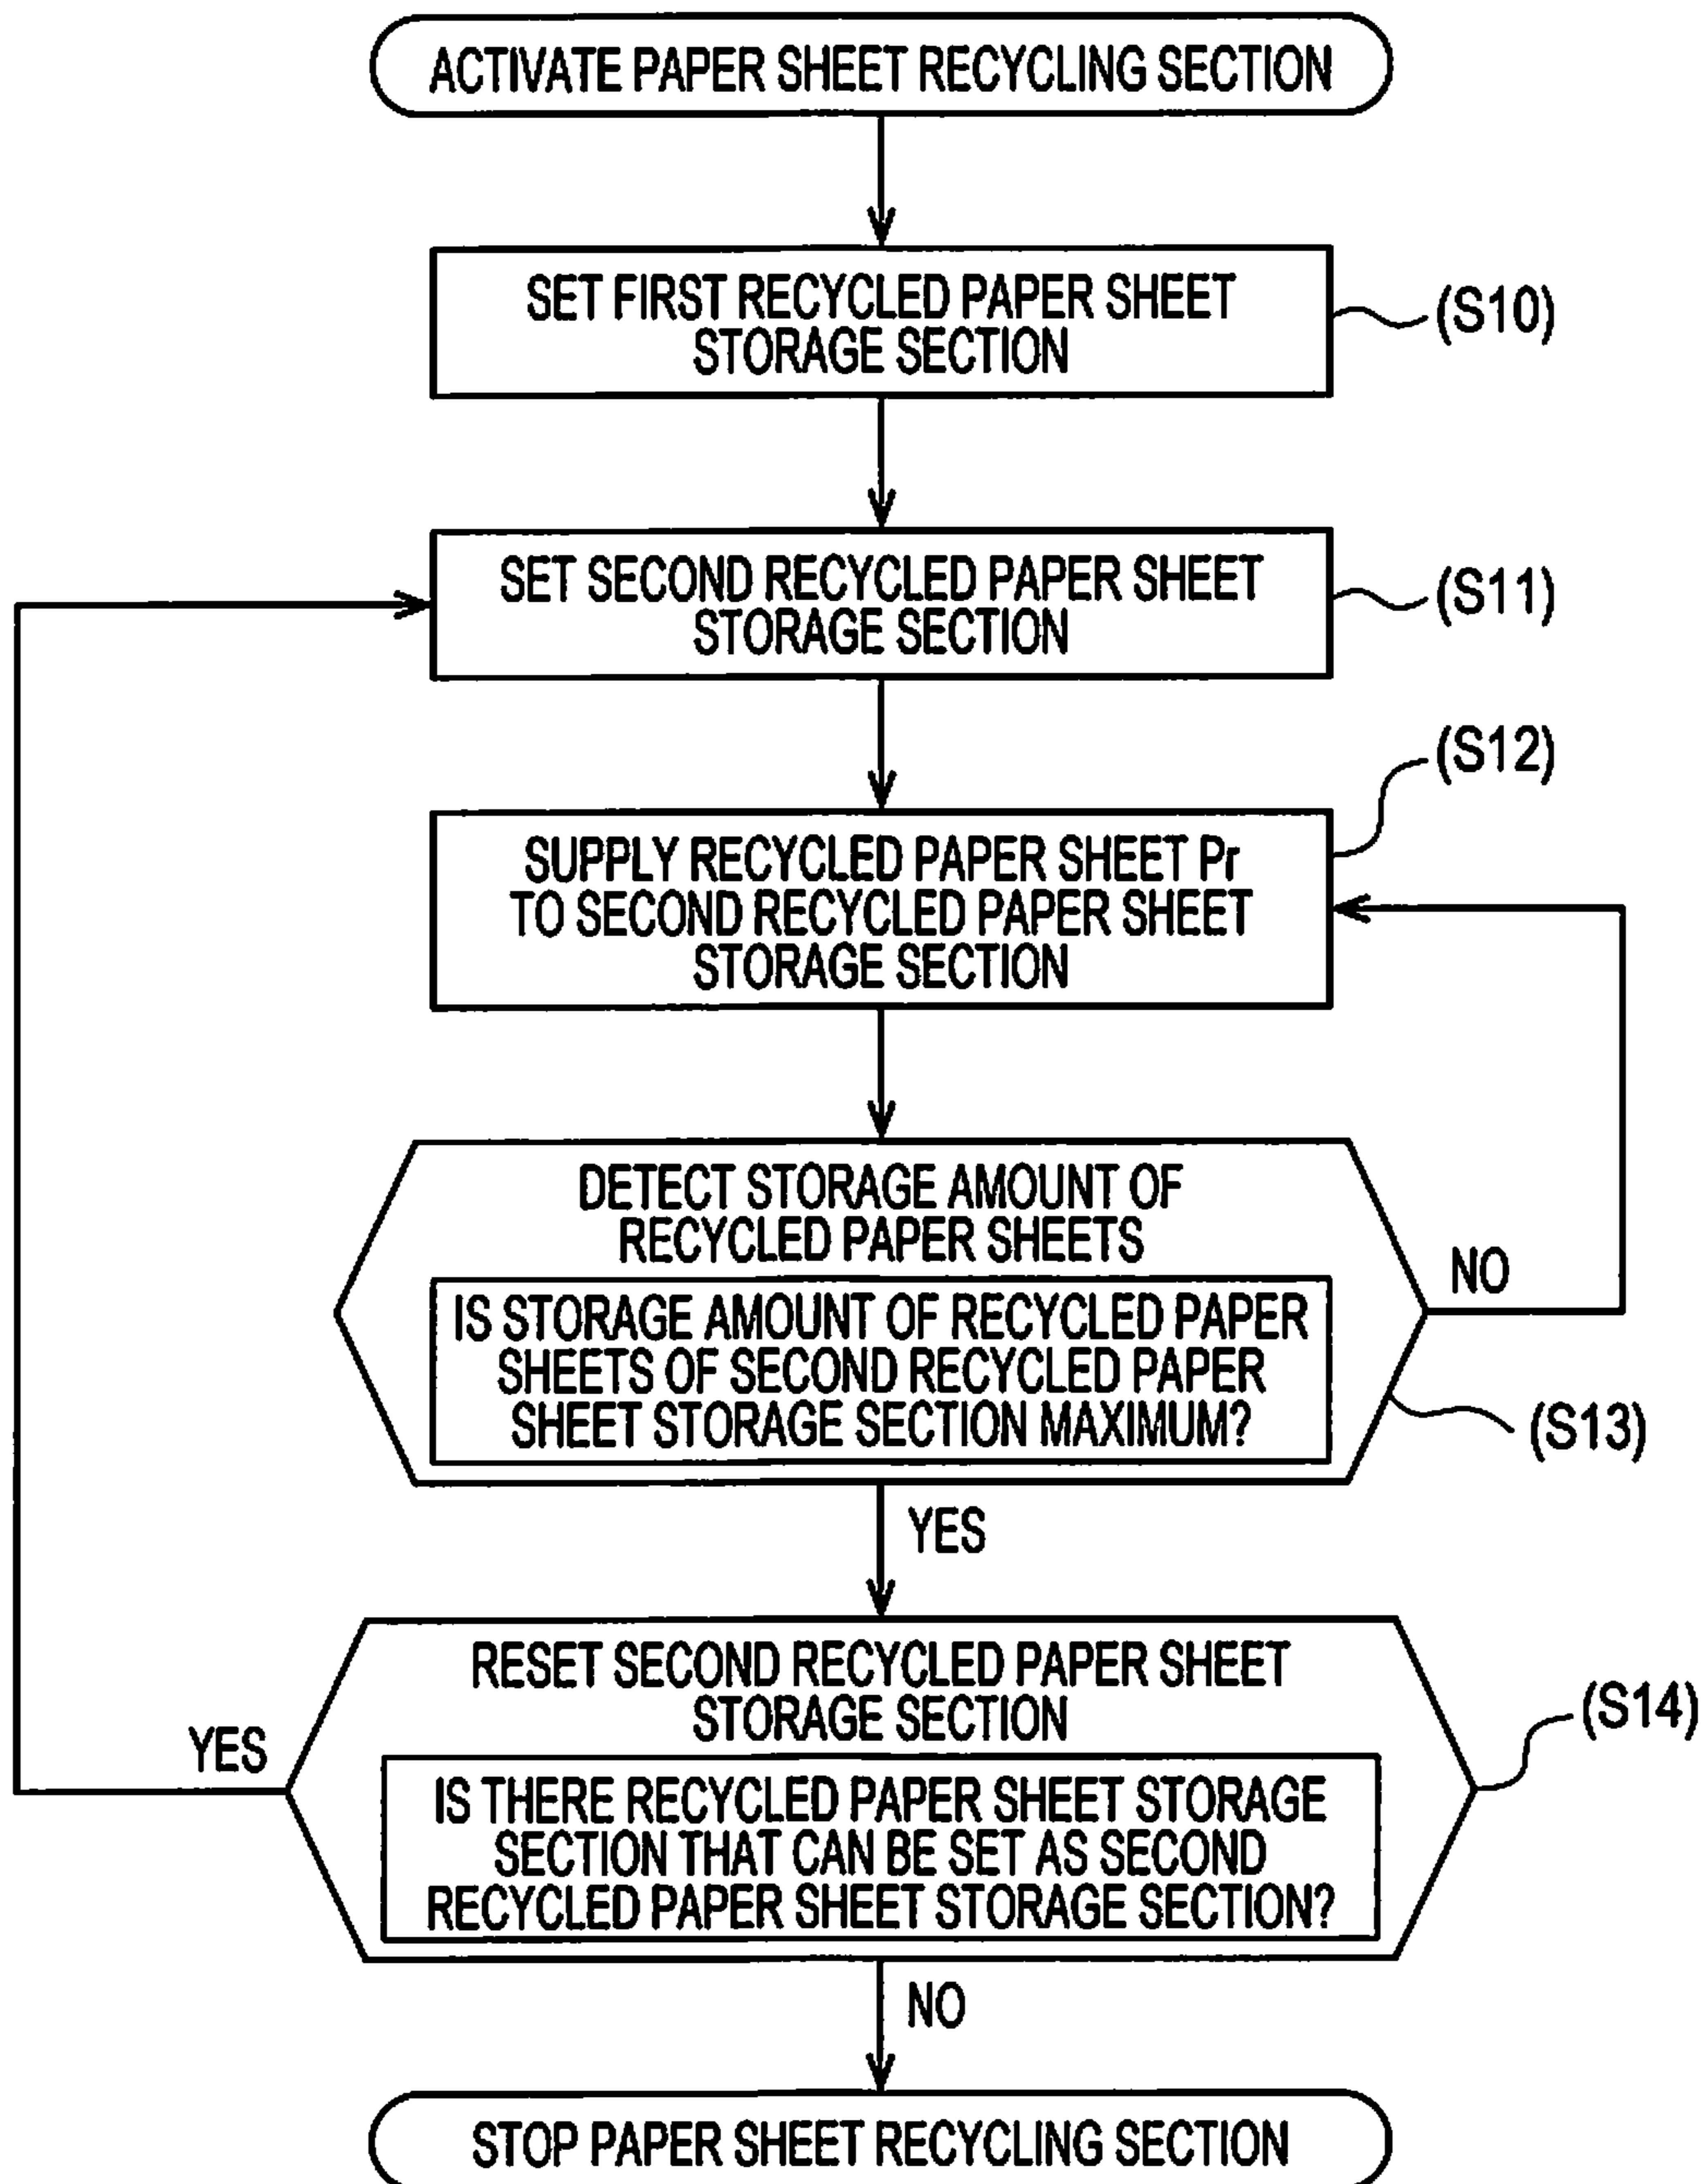 ACTIVATE PAPER SHEET RECYCLING SECTION
SET FIRST RECYCLED PAPER SHEET
STORAGE SECTION
(S10)
SET SECOND RECYCLED PAPER SHEET
STORAGE SECTION
(S11)
(S12)
SUPPLY RECYCLED PAPER SHEET Pr
TO SECOND RECYCLED PAPER SHEET
STORAGE SECTION
DETECT STORAGE AMOUNT OF
RECYCLED PAPER SHEETS
NO
IS STORAGE AMOUNT OF RECYCLED PAPER
SHEETS OF SECOND RECYCLED PAPER
SHEET STORAGE SECTION MAXIMUM?
(S13)
YES
RESET SECOND RECYCLED PAPER SHEET
STORAGE SECTION
(S14)
YES
IS THERE RECYCLED PAPER SHEET STORAGE
SECTION THAT CAN BE SET AS SECOND
RECYCLED PAPER SHEET STORAGE SECTION?
NO
STOP PAPER SHEET RECYCLING SECTION